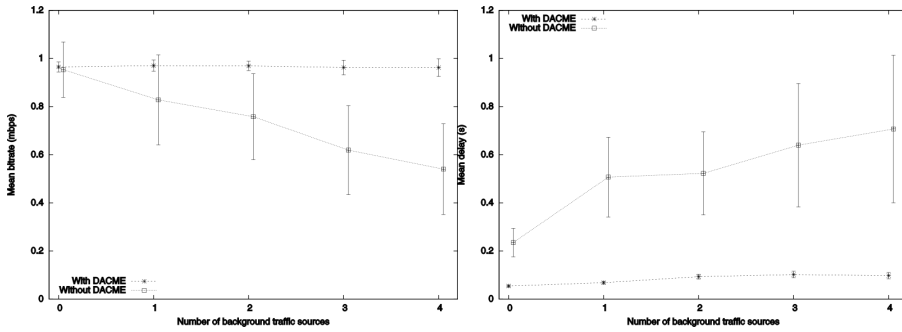 1.2
1
0.8
0.6
0.4
0.2
0
0 1 2 3 4
Mean bitrate (mbps)
Number of background traffic sources
With DACME
Without DACME
1.2
1
0.8
0.6
0.4
0.2
0
0 1 2 3 4
Mean delay (s)
Number of background traffic sources
With DACME
Without DACME